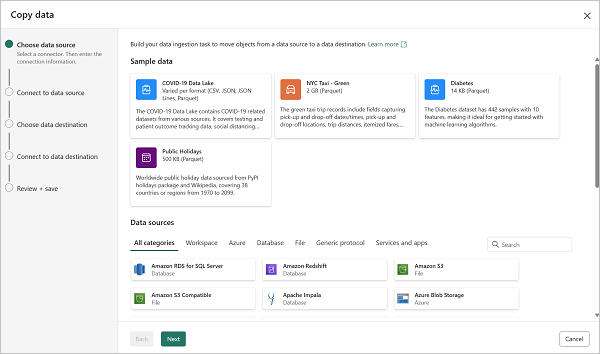 Copy data
Choose data source
Select a connector. Then enter the
connection information.
Connect to data source
Choose data destination
Connect to data destination
Review + save
Build your data ingestion task to move objects from a data source to a data destination. Learn more
Sample data
COVID-19 Data Lake
Varied per format (CSV, JSON, JSON
Lines, Parquet)
The COVID-19 Data Lake contains COVID-19 related
datasets from various sources. It covers testing and
patient outcome tracking data, social distancing...
NYC Taxi - Green
2 GB (Parquet)
The green taxi trip records include fields capturing
pick-up and drop-off dates/times, pick-up and
drop-off locations, trip distances, itemized fares,...
Diabetes
14 KB (Parquet)
The Diabetes dataset has 442 samples with 10
features, making it ideal for getting started with
machine learning algorithms.
Public Holidays
500 KB (Parquet)
Worldwide public holiday data sourced from PyPI
holidays package and Wikipedia, covering 38
countries or regions from 1970 to 2099.
Data sources
All categories Workspace Azure Database File Generic protocol Services and apps
Search
Amazon RDS for SQL Server
Database
Amazon Redshift
Database
Amazon S3
File
Amazon S3 Compatible
File
Apache Impala
Database
Azure Blob Storage
Azure
Back
Next
Cancel